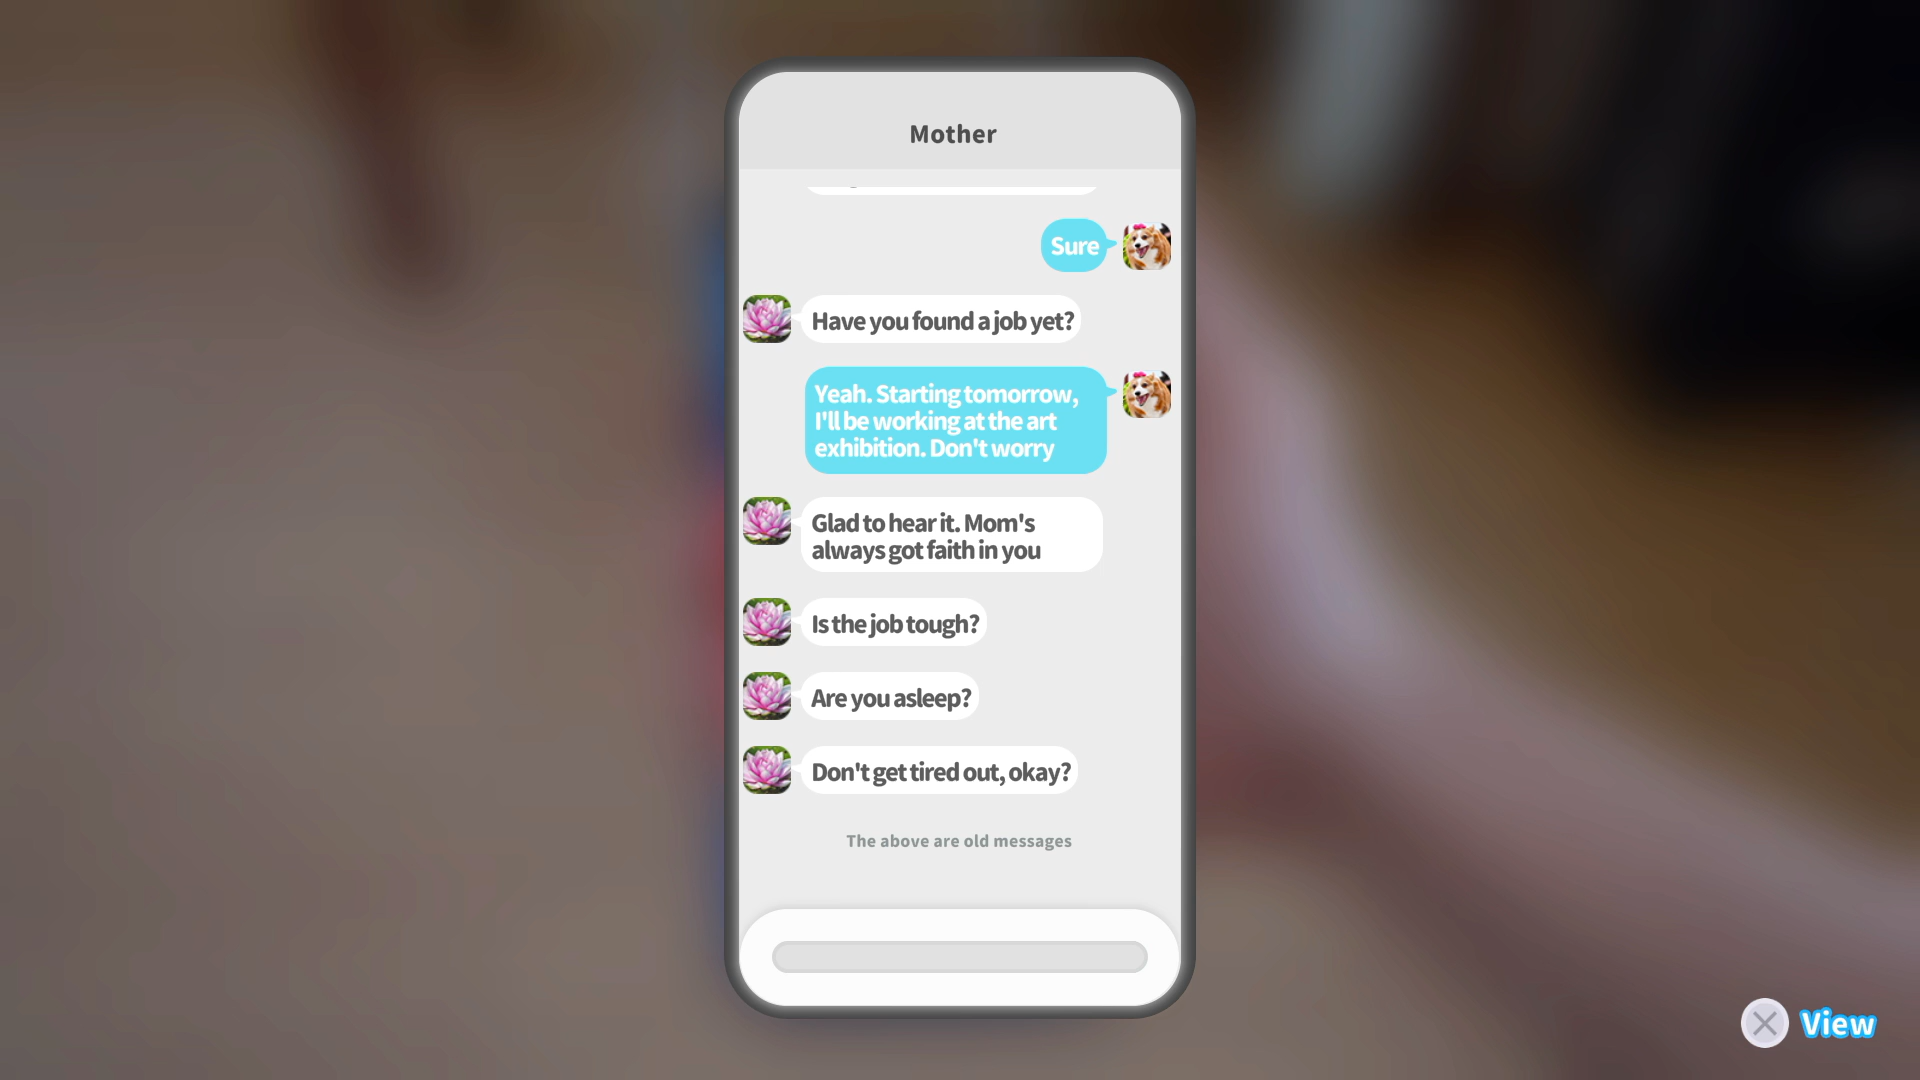 Mother
Sure
Have you found a job yet?
Yeah. Starting tomorrow,
I'll be working at the art
exhibition. Don't worry
Glad to hear it. Mom's
always got faith in you
Is the job tough?
Are you asleep?
Don't get tired out, okay?
The above are old messages
View